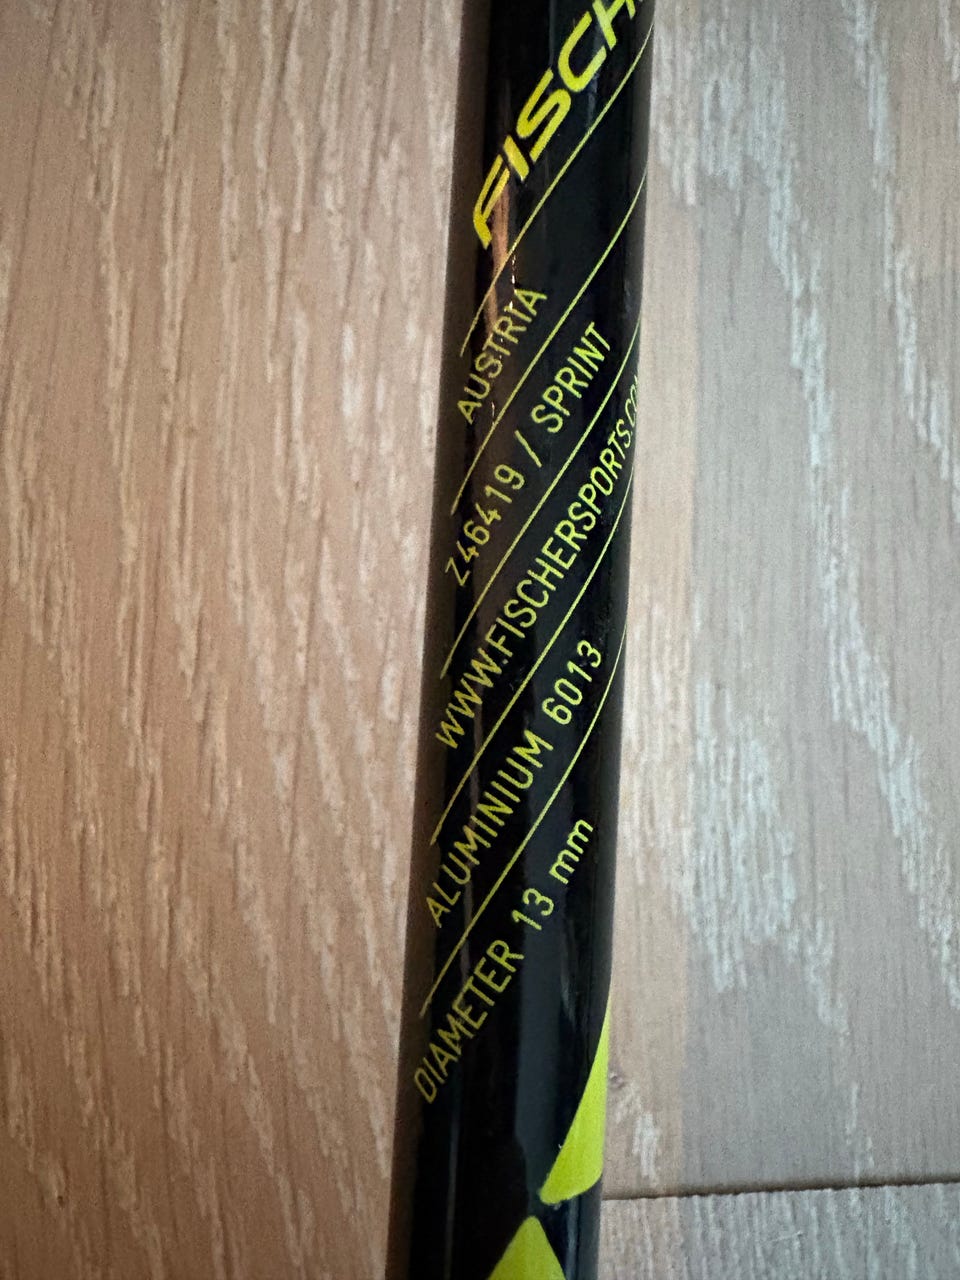 FISCH
AUSTRIA
Z46419 / SPRINT
WWW.FISCHERSPORTS.CO
ALUMINIUM 6013
DIAMETER 13 mm